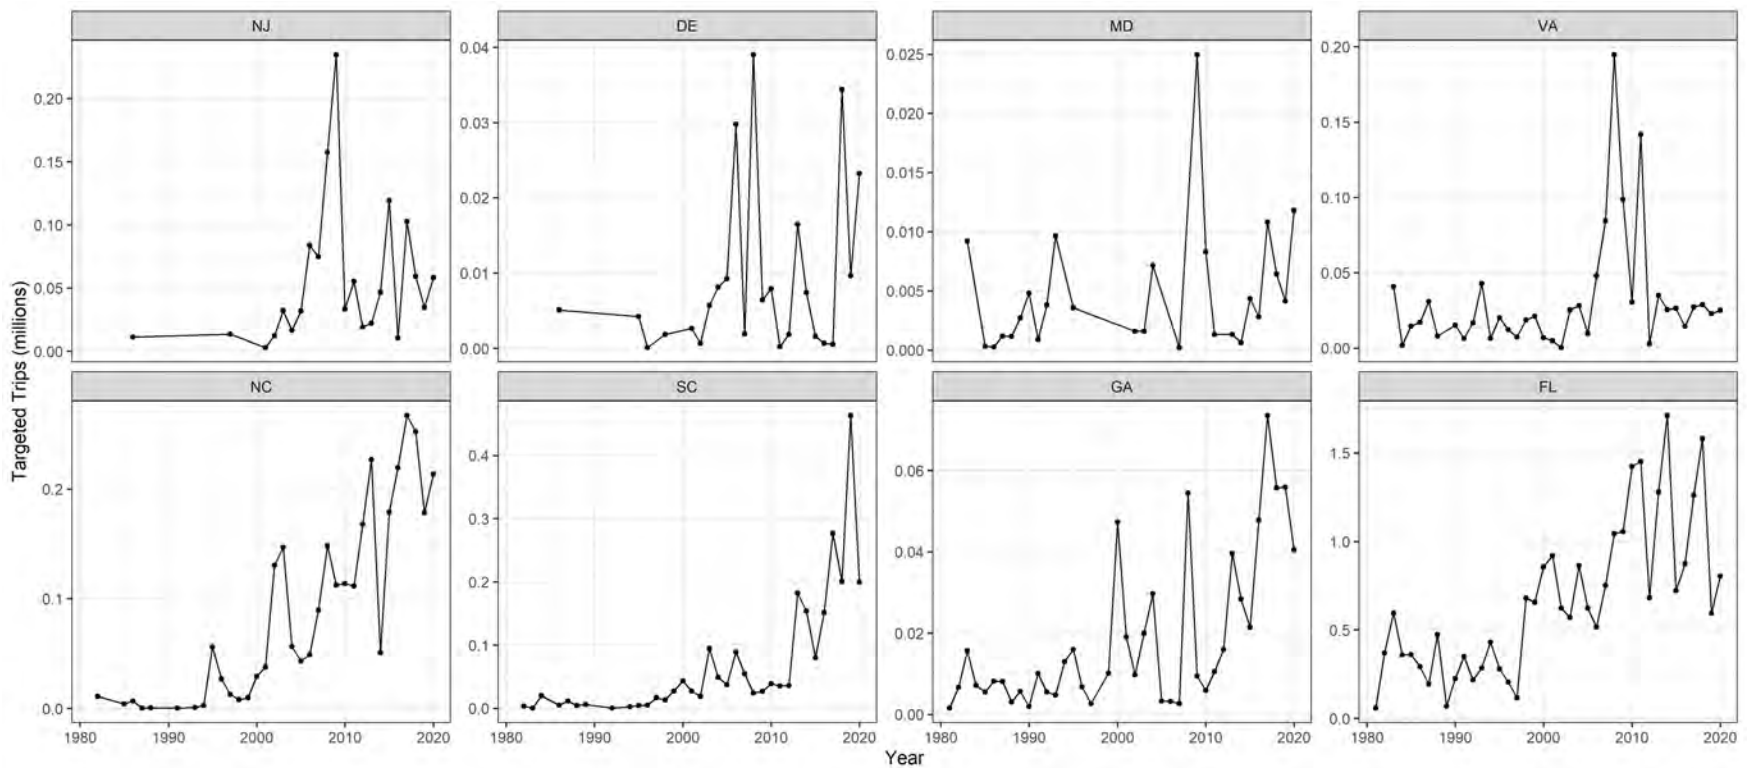 NJ DE MD VA
0.20 0.15 0.10 0.05 0.00
0.04 0.03 0.02 0.01 0.00
0.025 0.020 0.015 0.010 0.005 0.000
0.20 0.15 0.10 0.05 0.00
NC SC GA FL
0.2 0.1 0.0
0.4 0.3 0.2 0.1 0.0
0.06 0.04 0.02 0.00
1.5 1.0 0.5 0.0
1980 1990 2000 2010 2020 1980 1990 2000 2010 2020 1980 1990 2000 2010 2020 1980 1990 2000 2010 2020
Targeted Trips (millions)
Year